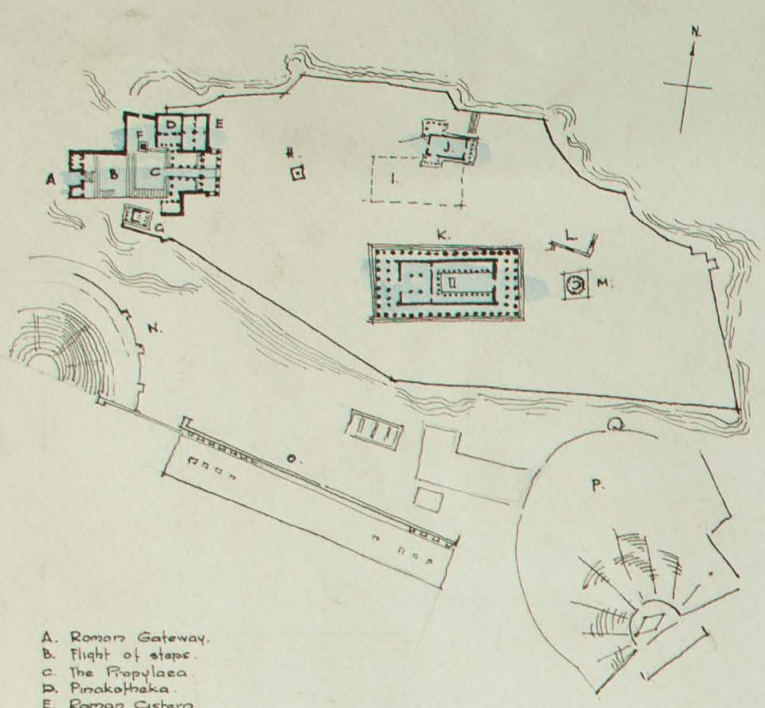 N.
D
E
F
A
B
C
H.
J.
I.
G
K.
L.
M.
N.
O.
P.
A. Roman Gateway.
B. Flight of steps.
C. The Propylaea.
D. Pinakotheka.
E. Roman Cistern